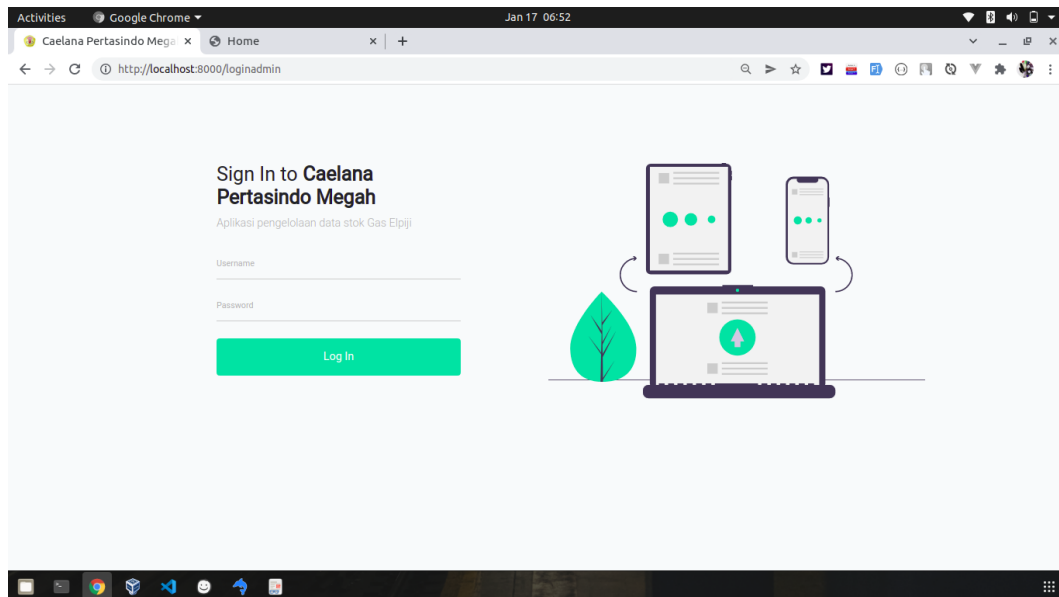 Activities Google Chrome Jan 17 06:52
Caelana Pertasindo Mega Home
http://localhost:8000/loginadmin
Sign In to Caelana
Pertasindo Megah
Aplikasi pengelolaan data stok Gas Elpiji
Username
Password
Log In